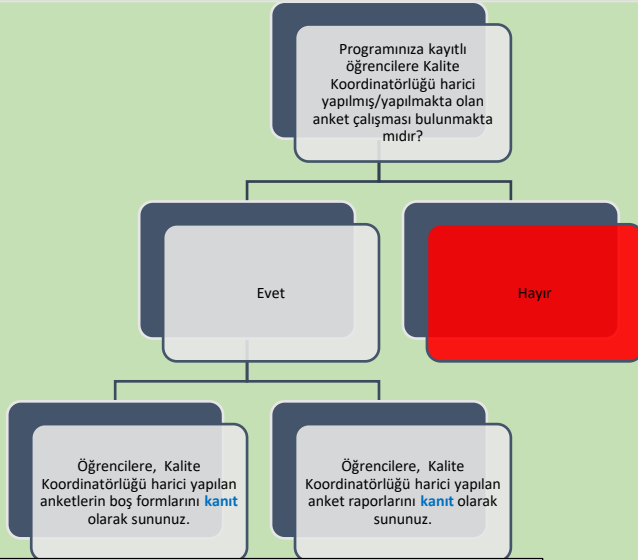 Programınıza kayıtlı
öğrencilere Kalite
Koordinatörlüğü harici
yapılmış/yapılmakta olan
anket çalışması bulunmakta
mıdır?
Evet
Hayır
Öğrencilere, Kalite
Koordinatörlüğü harici yapılan
anketlerin boş formlarını kanıt
olarak sununuz.
Öğrencilere, Kalite
Koordinatörlüğü harici yapılan
anket raporlarını kanıt olarak
sununuz.